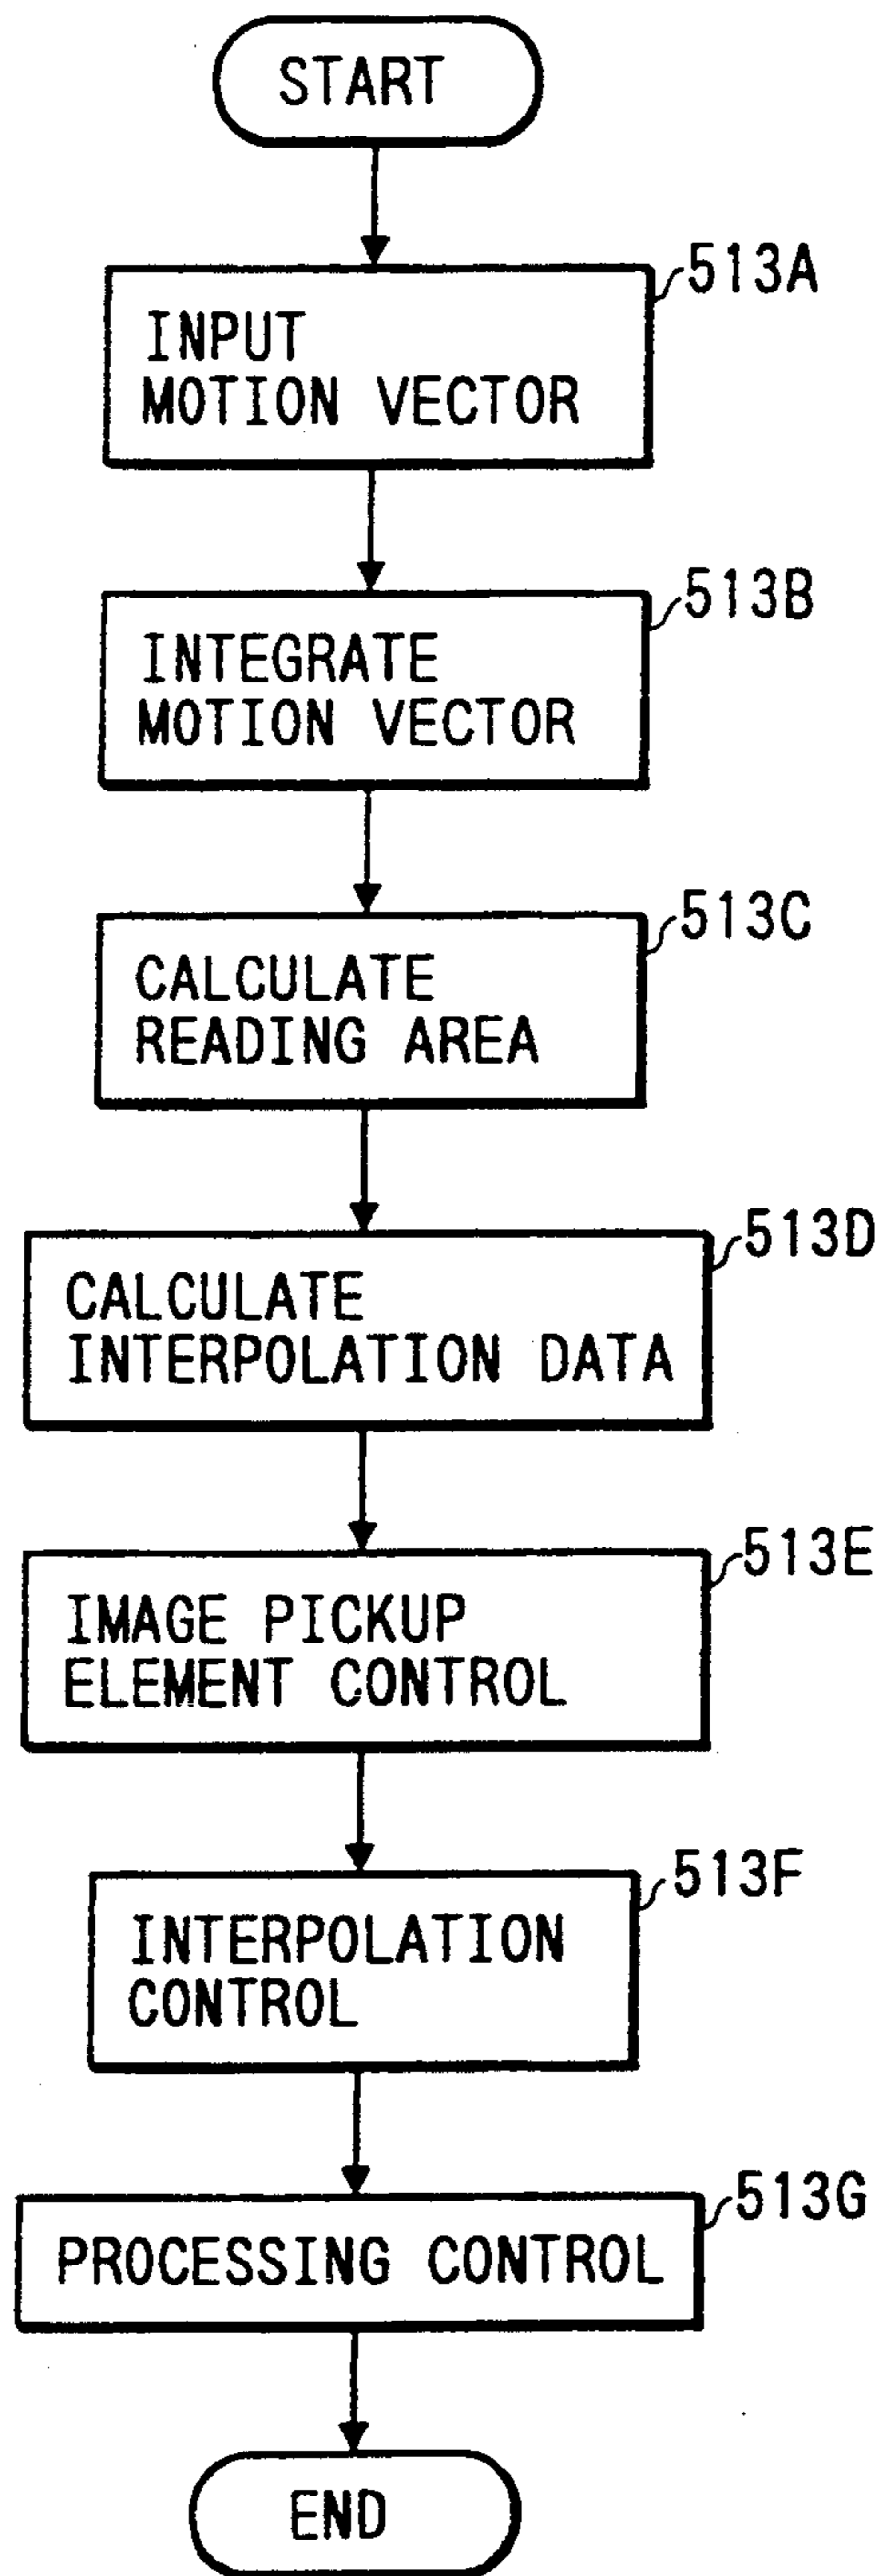 START
513A
INPUT
MOTION VECTOR
513B
INTEGRATE
MOTION VECTOR
513C
CALCULATE
READING AREA
513D
CALCULATE
INTERPOLATION DATA
513E
IMAGE PICKUP
ELEMENT CONTROL
513F
INTERPOLATION
CONTROL
513G
PROCESSING CONTROL
END